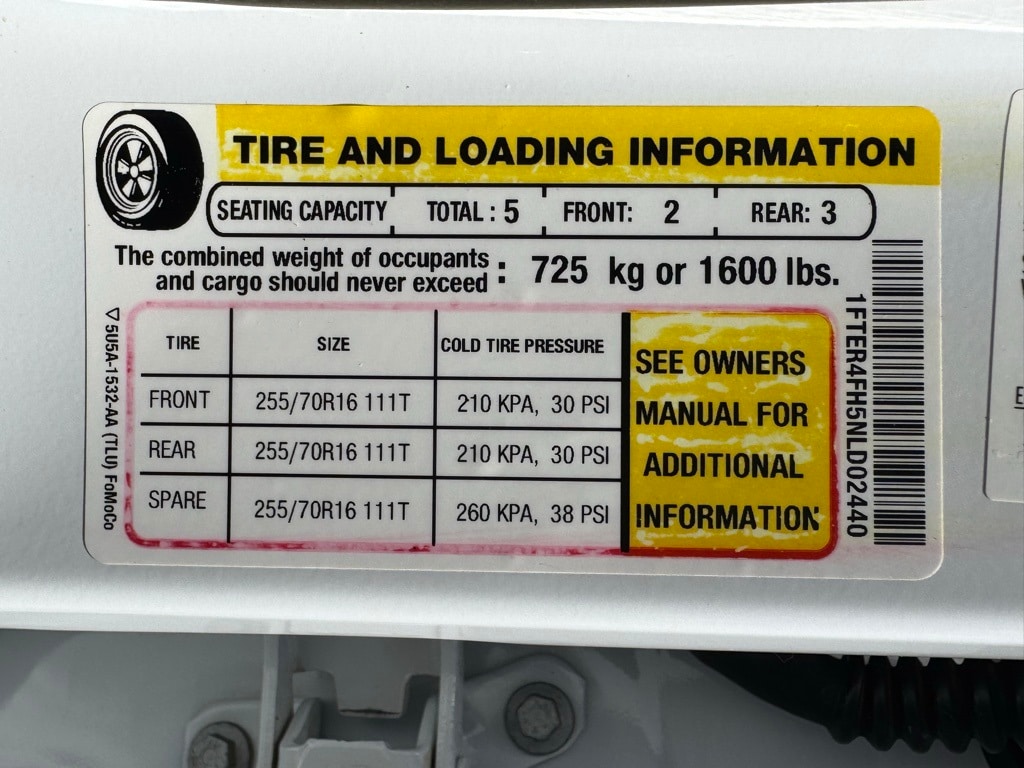 TIRE AND LOADING INFORMATION
SEATING CAPACITY TOTAL : 5 FRONT: 2 REAR: 3
The combined weight of occupants
and cargo should never exceed : 725 kg or 1600 lbs.
TIRE SIZE COLD TIRE PRESSURE
FRONT 255/70R16 111T 210 KPA, 30 PSI
REAR 255/70R16 111T 210 KPA, 30 PSI
SPARE 255/70R16 111T 260 KPA, 38 PSI
SEE OWNERS
MANUAL FOR
ADDITIONAL
INFORMATION
5U5A-1532-AA (TLU) FoMoCo
1FTER4FH5NLD02440